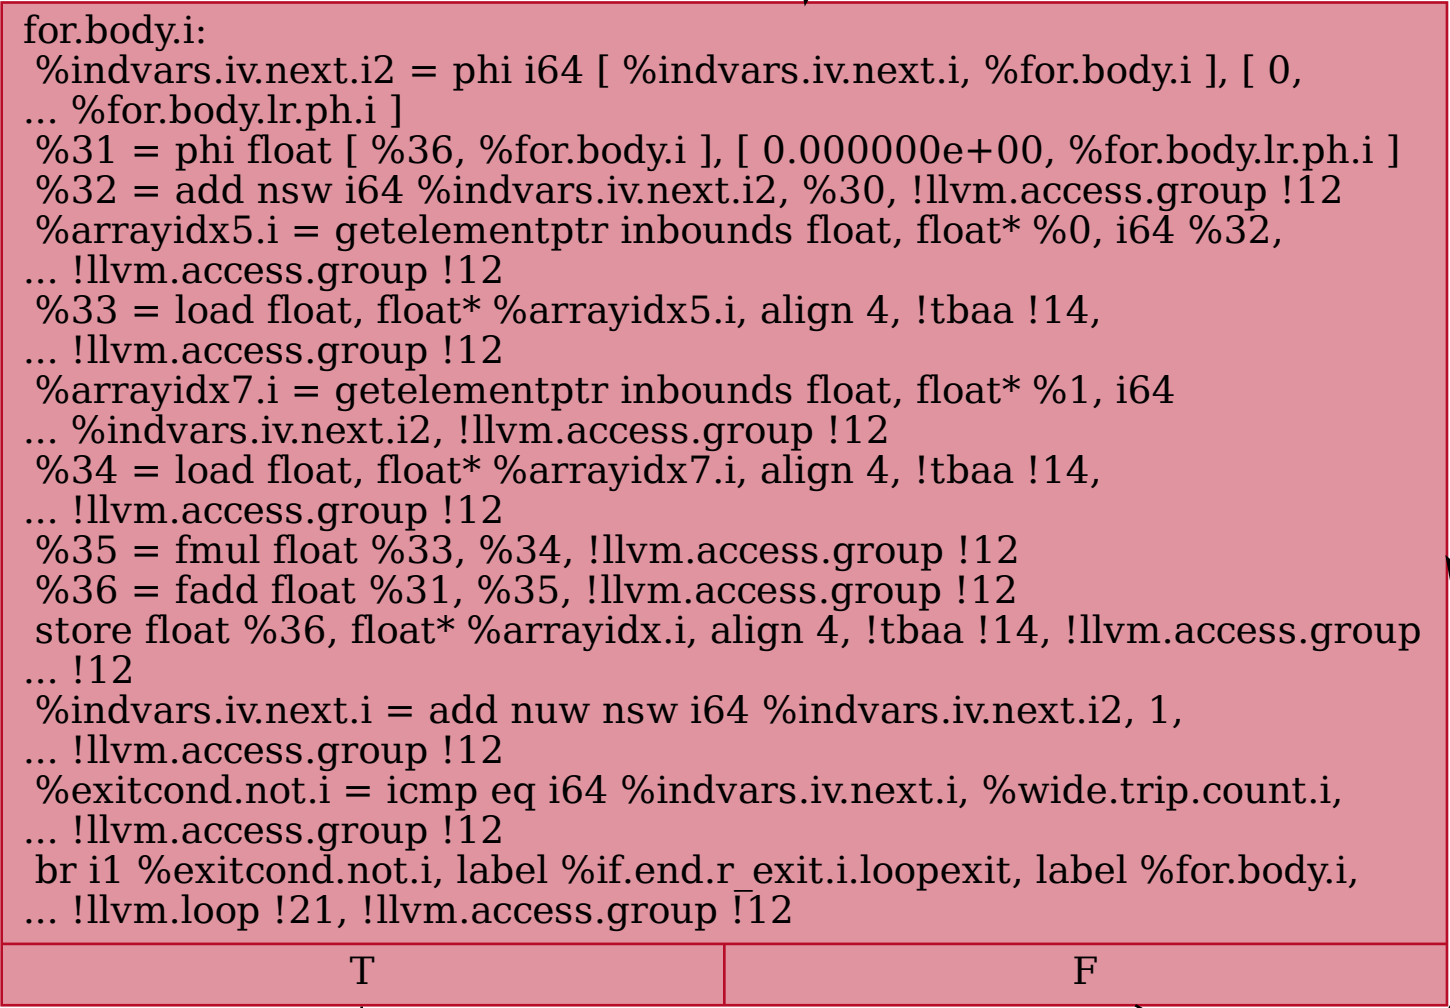 for.body.i:
%indvars.iv.next.i2 = phi i64 [ %indvars.iv.next.i, %for.body.i ], [ 0,
... %for.body.lr.ph.i ]
%31 = phi float [ %36, %for.body.i ], [ 0.000000e+00, %for.body.lr.ph.i ]
%32 = add nsw i64 %indvars.iv.next.i2, %30, !llvm.access.group !12
%arrayidx5.i = getelementptr inbounds float, float* %0, i64 %32,
... !llvm.access.group !12
%33 = load float, float* %arrayidx5.i, align 4, !tbaa !14,
... !llvm.access.group !12
%arrayidx7.i = getelementptr inbounds float, float* %1, i64
... %indvars.iv.next.i2, !llvm.access.group !12
%34 = load float, float* %arrayidx7.i, align 4, !tbaa !14,
... !llvm.access.group !12
%35 = fmul float %33, %34, !llvm.access.group !12
%36 = fadd float %31, %35, !llvm.access.group !12
store float %36, float* %arrayidx.i, align 4, !tbaa !14, !llvm.access.group
... !12
%indvars.iv.next.i = add nuw nsw i64 %indvars.iv.next.i2, 1,
... !llvm.access.group !12
%exitcond.not.i = icmp eq i64 %indvars.iv.next.i, %wide.trip.count.i,
... !llvm.access.group !12
br i1 %exitcond.not.i, label %if.end.r_exit.i.loopexit, label %for.body.i,
... !llvm.loop !21, !llvm.access.group !12
T F